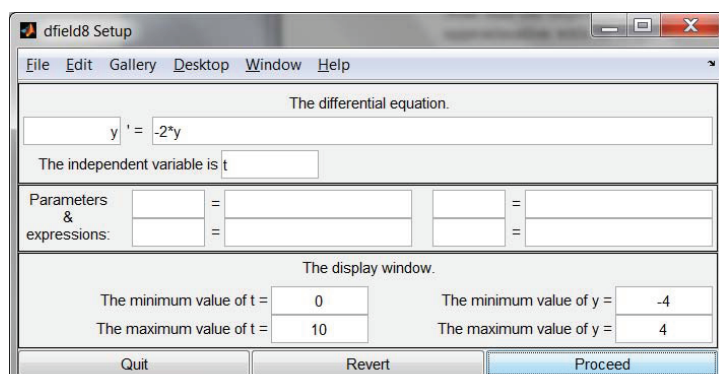 dfield8 Setup
File Edit Gallery Desktop Window Help
The differential equation.
y ' = -2*y
The independent variable is t
Parameters & expressions:
= =
= =
The display window.
The minimum value of t = 0 The minimum value of y = -4
The maximum value of t = 10 The maximum value of y = 4
Quit Revert Proceed